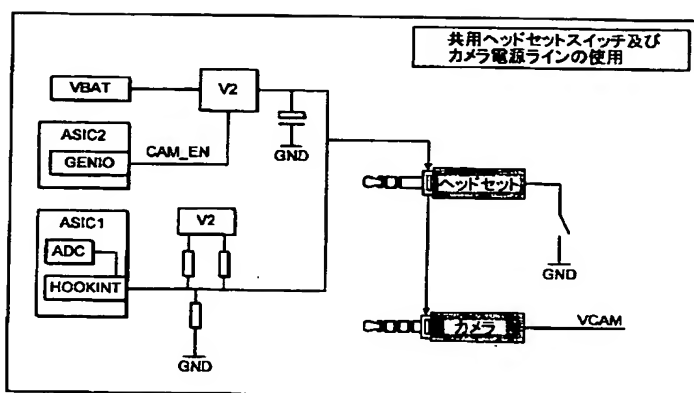 共用ヘッドセットスイッチ及び
カメラ電源ラインの使用
VBAT
V2
ASIC2
GENIO
CAM_EN
GND
ヘッドセット
ASIC1
V2
ADC
HOOKINT
GND
GND
カメラ
VCAM